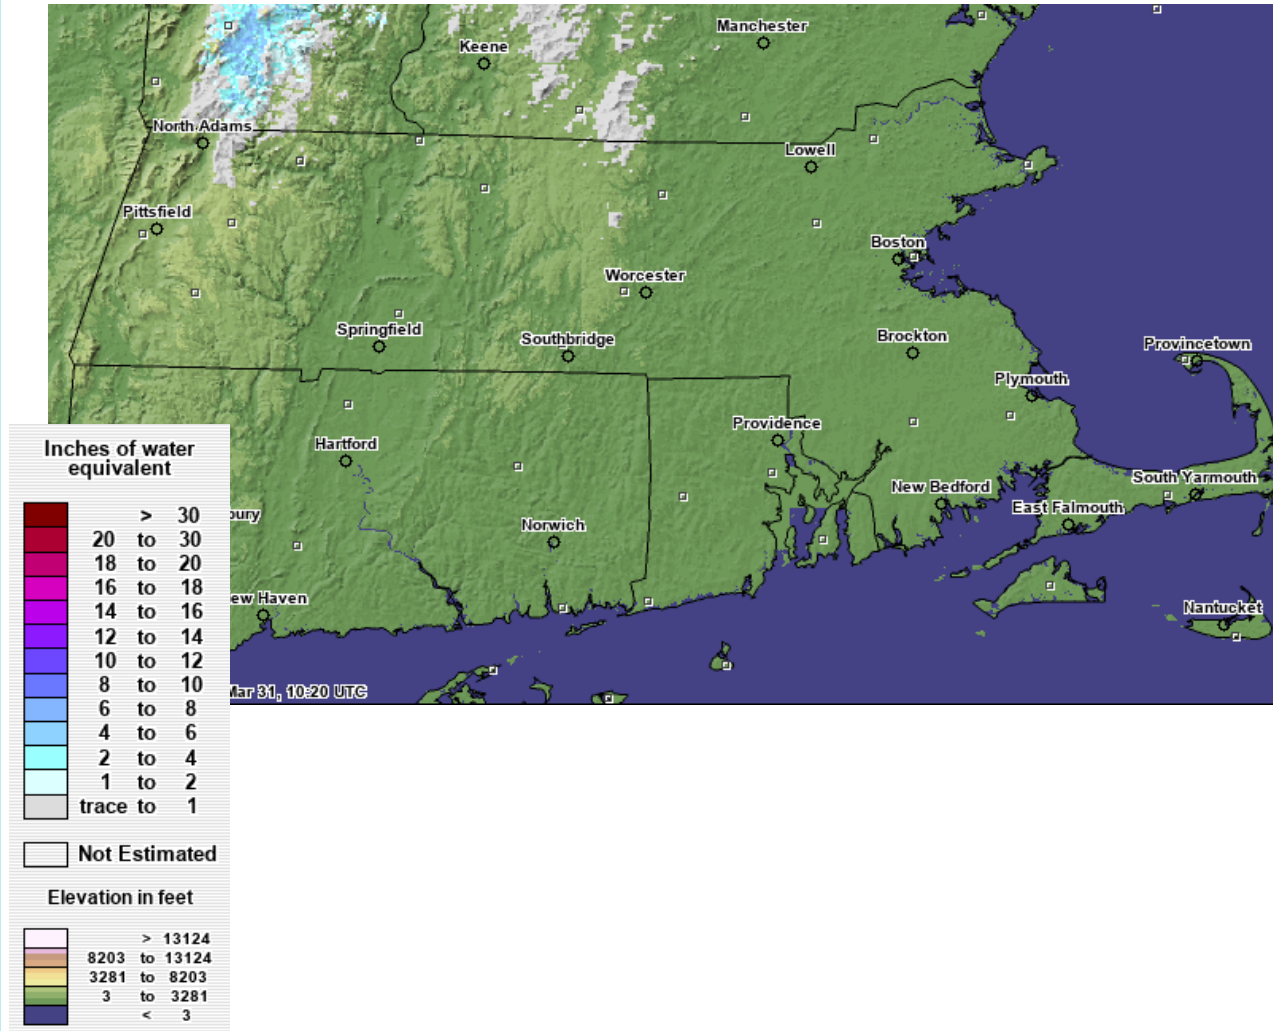 Manchester
Keene
North Adams
Lowell
Pittsfield
Boston
Worcester
Springfield
Southbridge
Brockton
Provincetown
Plymouth
Providence
Hartford
South Yarmouth
New Bedford
East Falmouth
bury
Norwich
ew Haven
Nantucket
Mar 31, 10:20 UTC
Inches of water
equivalent
> 30
20 to 30
18 to 20
16 to 18
14 to 16
12 to 14
10 to 12
8 to 10
6 to 8
4 to 6
2 to 4
1 to 2
trace to 1
Not Estimated
Elevation in feet
> 13124
8203 to 13124
3281 to 8203
3 to 3281
< 3